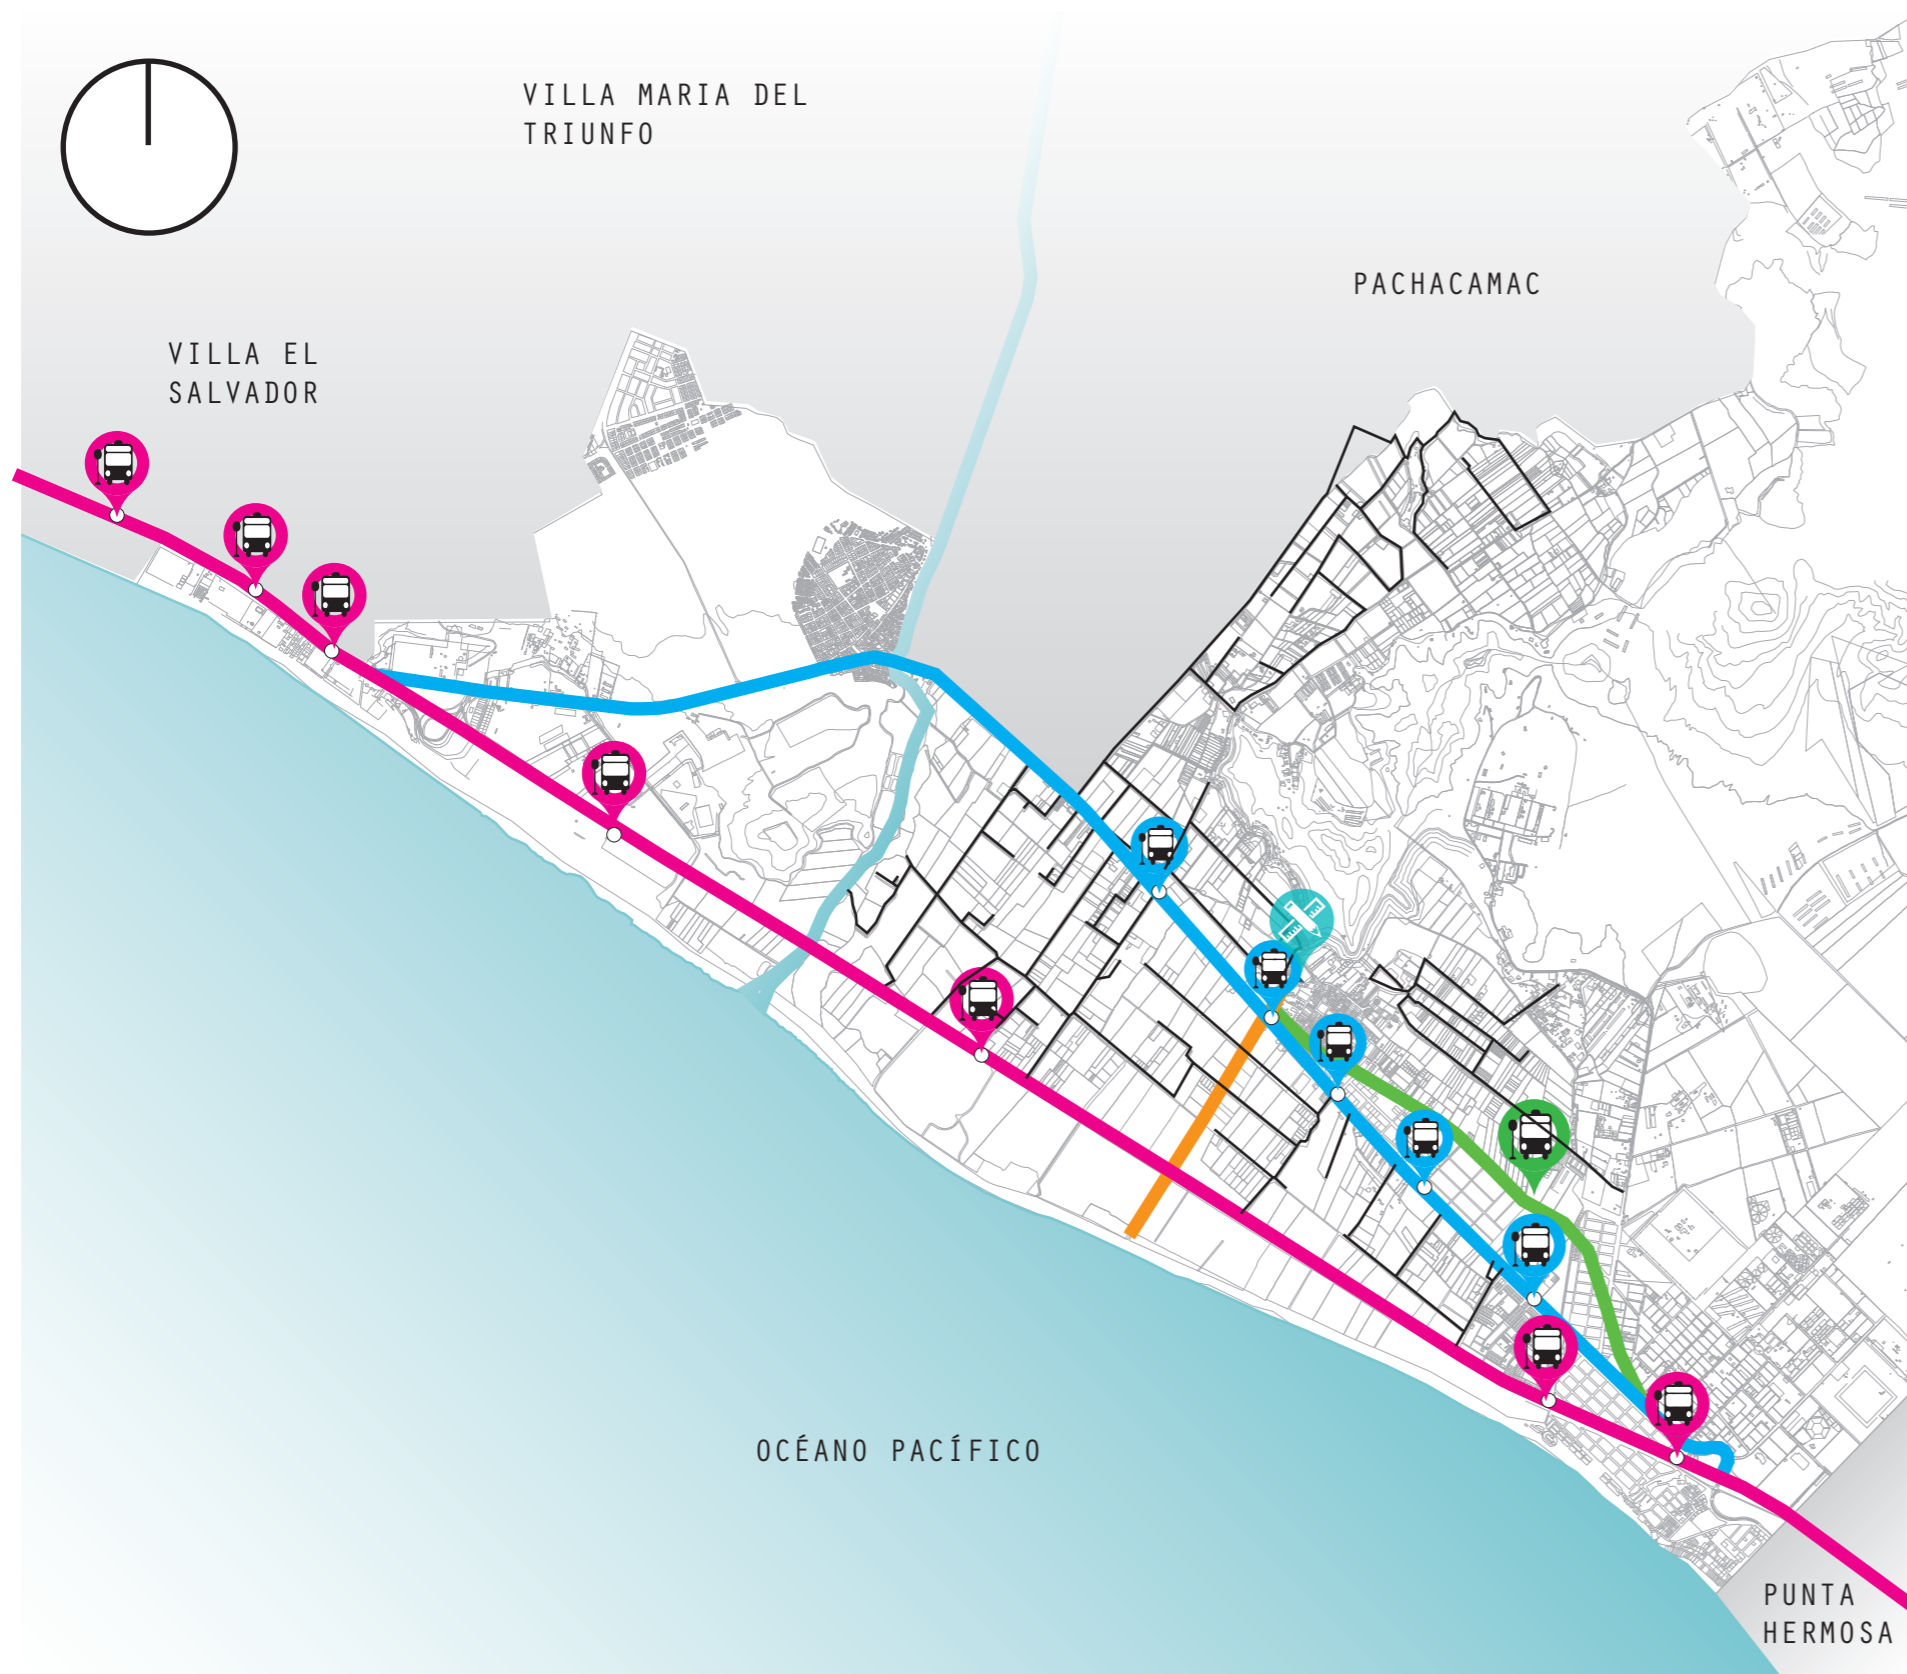 VILLA MARIA DEL
TRIUNFO
PACHACAMAC
VILLA EL
SALVADOR
OCÉANO PACÍFICO
PUNTA
HERMOSA